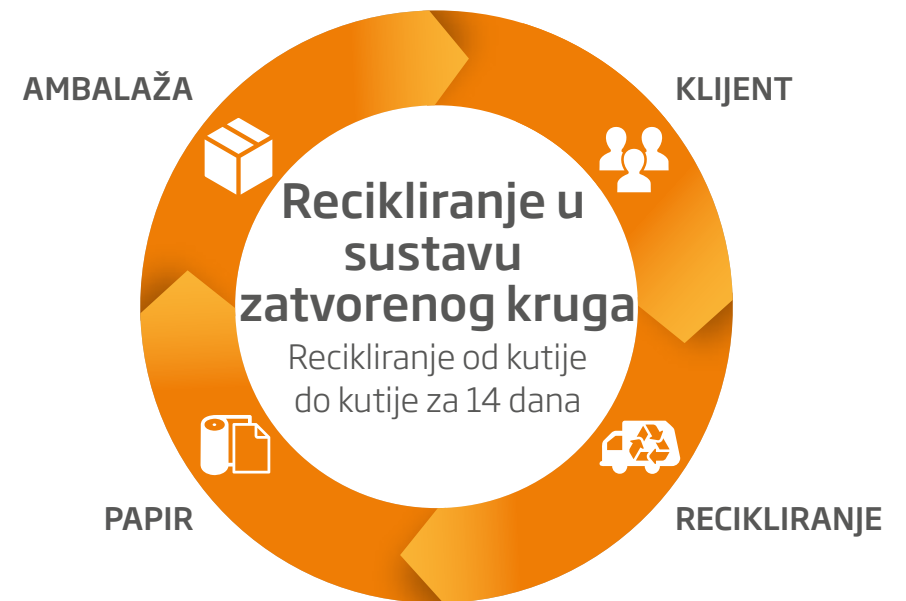 AMBALAŽA
KLIJENT
Recikliranje u
sustavu
zatvorenog kruga
Recikliranje od kutije
do kutije za 14 dana
PAPIR
RECIKLIRANJE